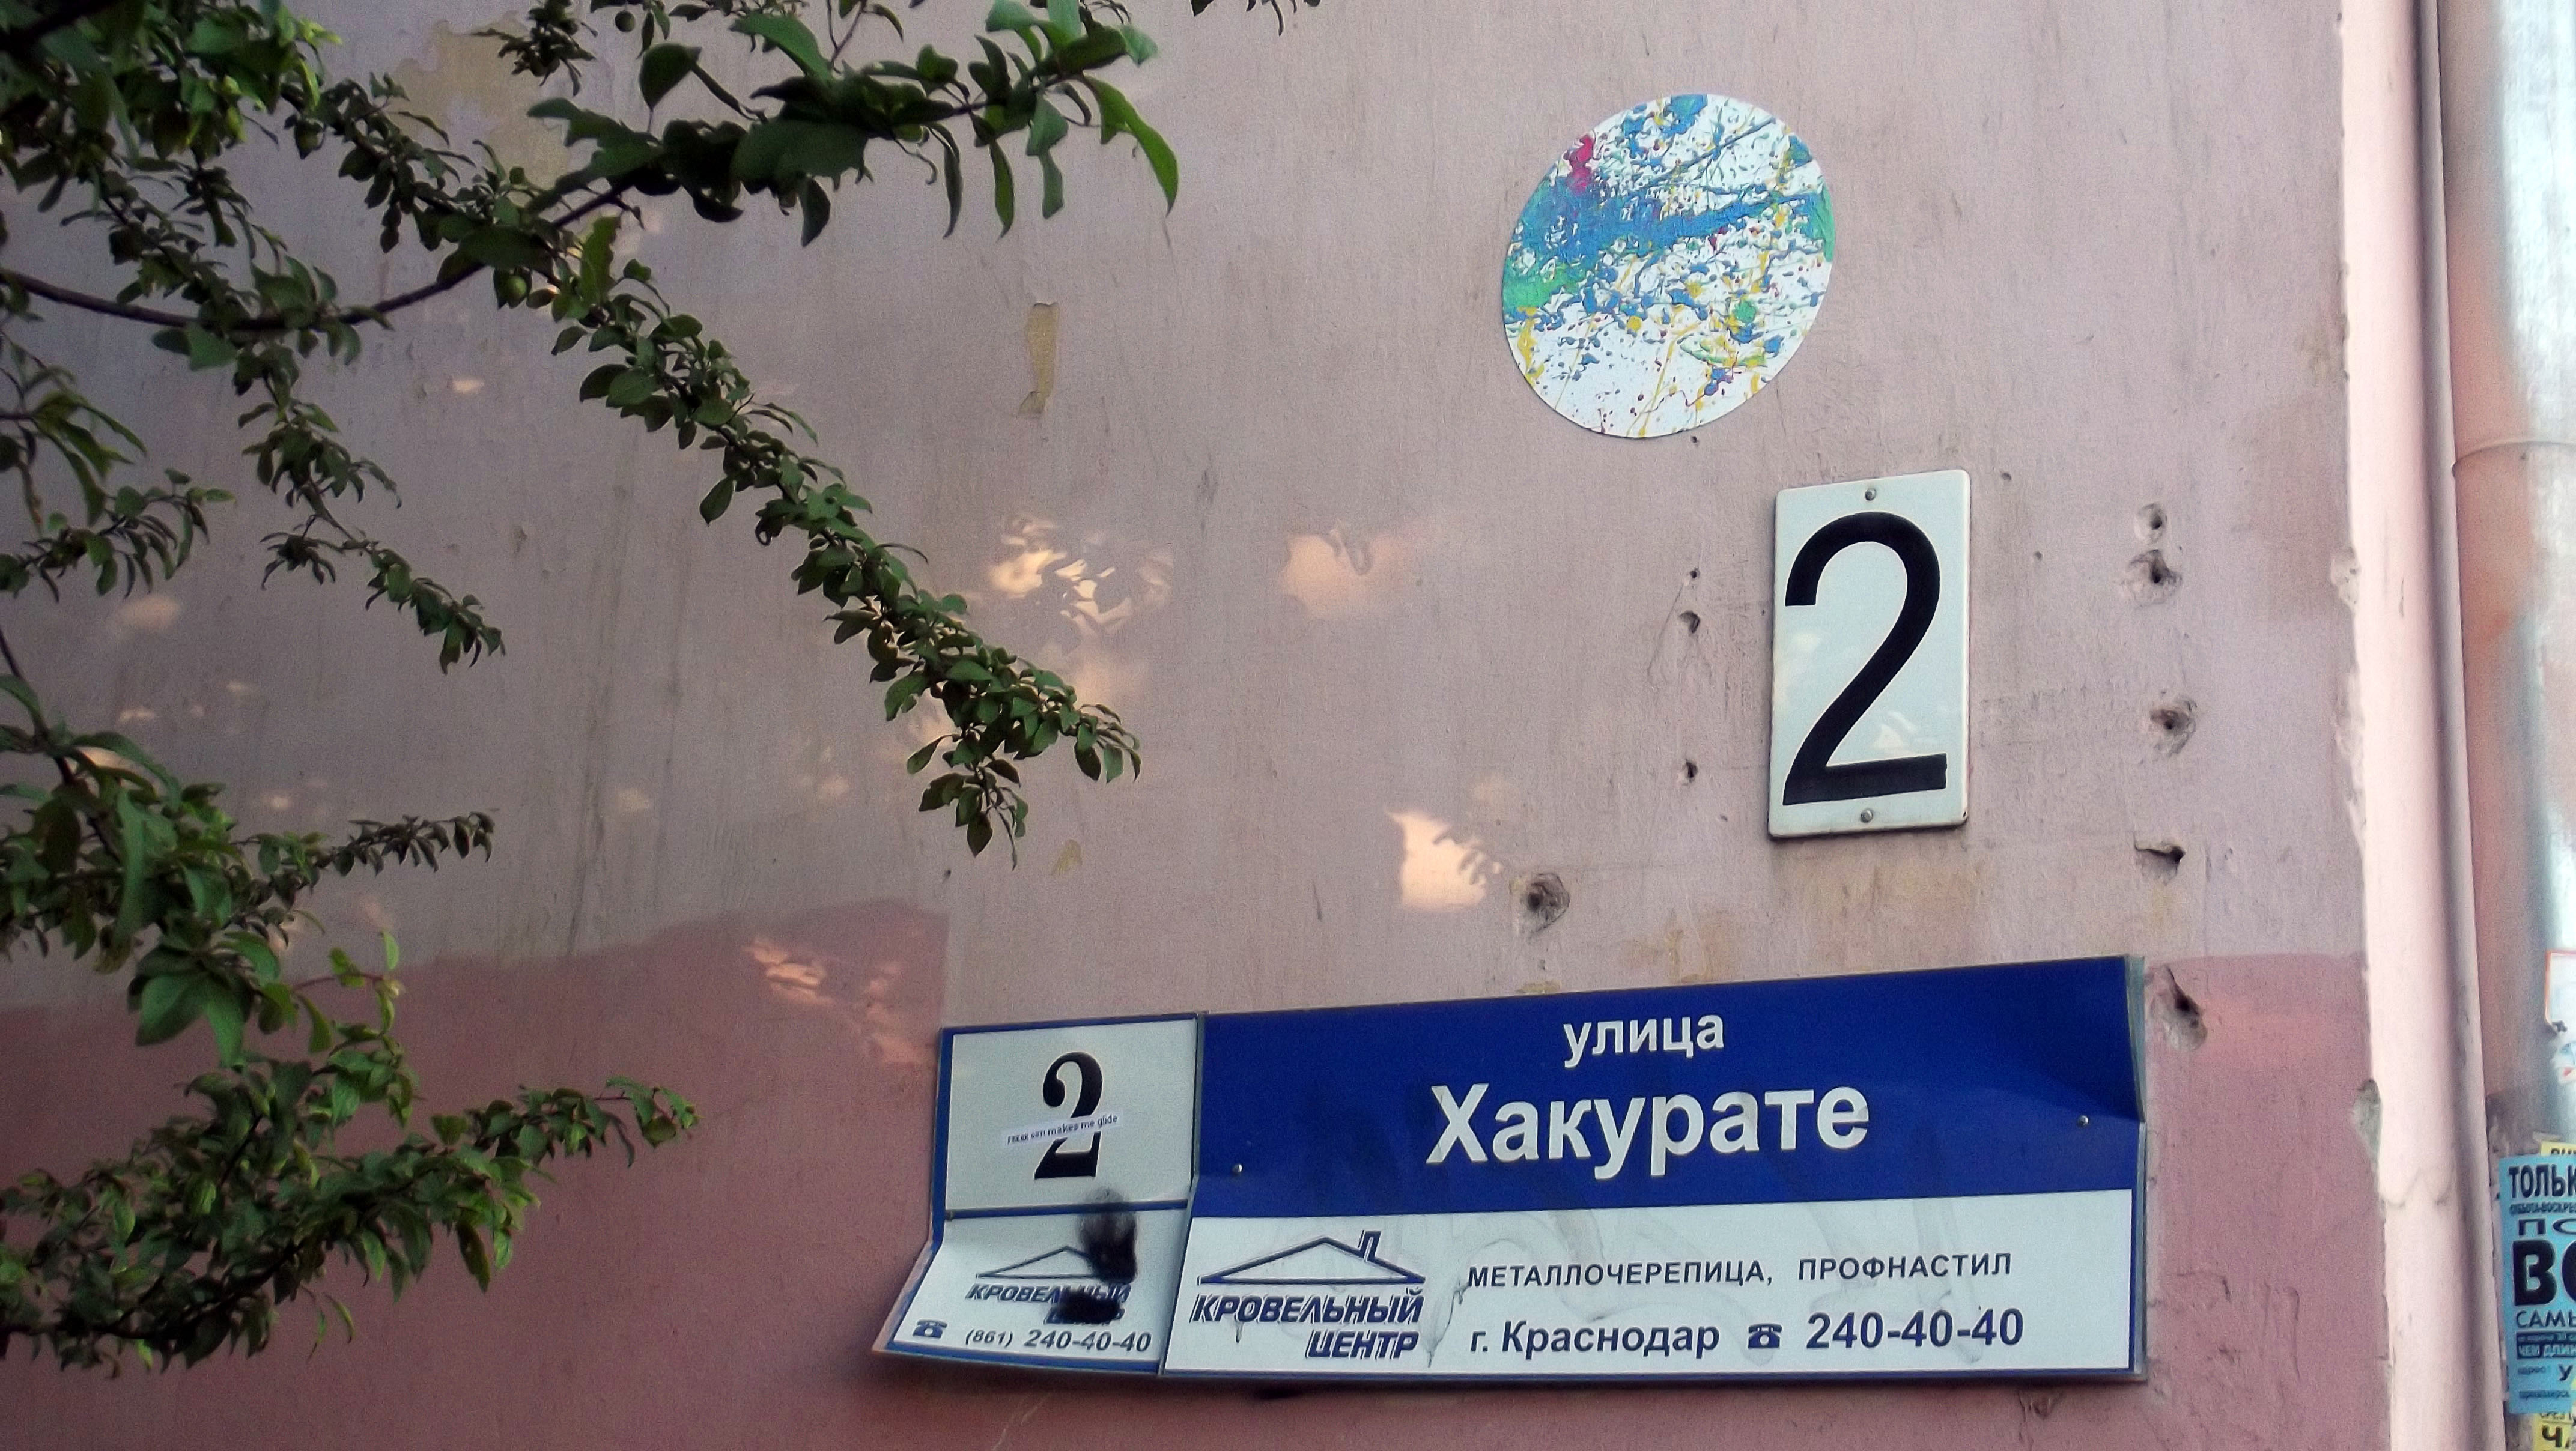 2
2
makes me glide
КРОВЕЛЬНЫЙ
ЦЕНТР
(861) 240-40-40
улица
Хакурате
КРОВЕЛЬНЫЙ
ЦЕНТР
МЕТАЛЛОЧЕРЕПИЦА, ПРОФНАСТИЛ
г. Краснодар ☎ 240-40-40